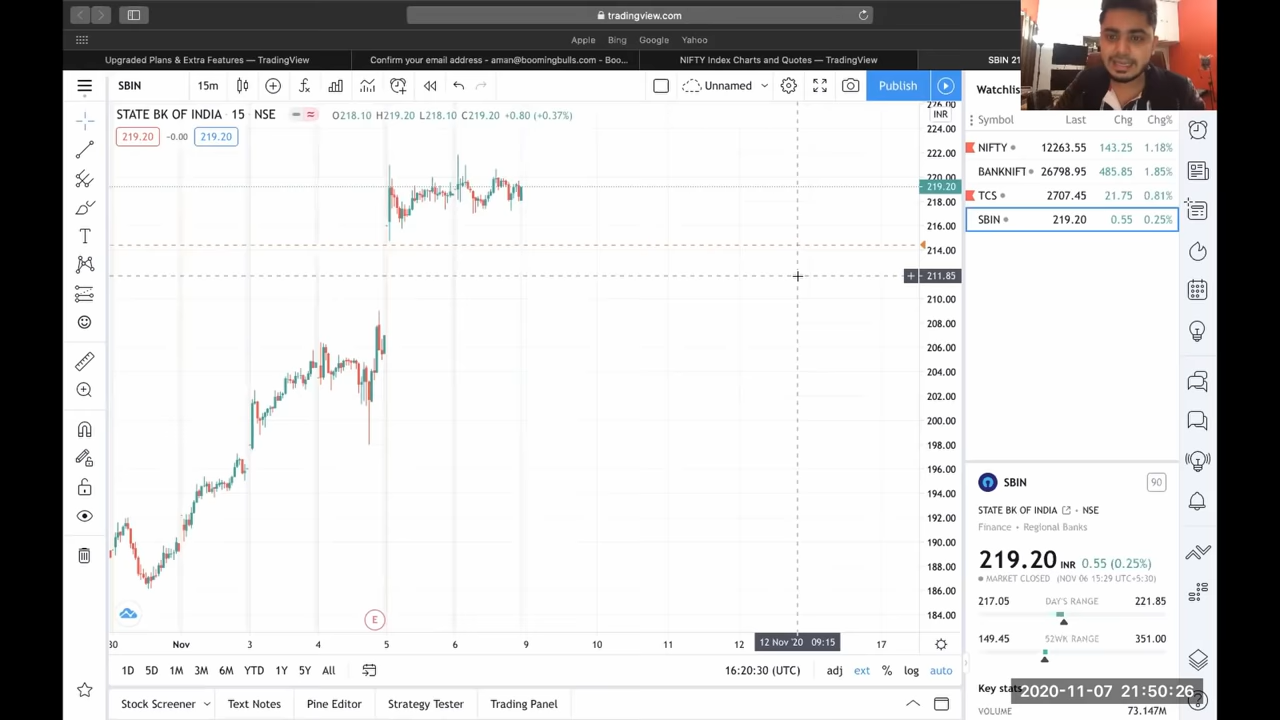 tradingview.com
Apple Bing Google Yahoo
Upgraded Plans & Extra Features — TradingView
Confirm your email address - aman@boomingbulls.com - Boo...
NIFTY Index Charts and Quotes — TradingView
SBIN 21
SBIN 15m Unnamed Publish
STATE BK OF INDIA · 15 · NSE
O218.10 H219.20 L218.10 C219.20 +0.80 (+0.37%)
219.20 -0.00 219.20
226.00
INR
224.00
222.00
220.00
219.20
218.00
216.00
214.00
211.85
210.00
208.00
206.00
204.00
202.00
200.00
198.00
196.00
194.00
192.00
190.00
188.00
186.00
184.00
E
30 Nov 3 4 5 6 9 10 11 12 12 Nov '20 09:15 17
1D 5D 1M 3M 6M YTD 1Y 5Y All
16:20:30 (UTC) adj ext % log auto
Stock Screener Text Notes Pine Editor Strategy Tester Trading Panel
Watchlis
Symbol Last Chg Chg%
NIFTY 12263.55 143.25 1.18%
BANKNIFT 26798.95 485.85 1.85%
TCS 2707.45 21.75 0.81%
SBIN 219.20 0.55 0.25%
SBIN 90
STATE BK OF INDIA · NSE
Finance • Regional Banks
219.20 INR 0.55 (0.25%)
MARKET CLOSED (NOV 06 15:29 UTC+5:30)
217.05 DAY'S RANGE 221.85
149.45 52WK RANGE 351.00
Key stats
2020-11-07 21:50:26
VOLUME 73.147M